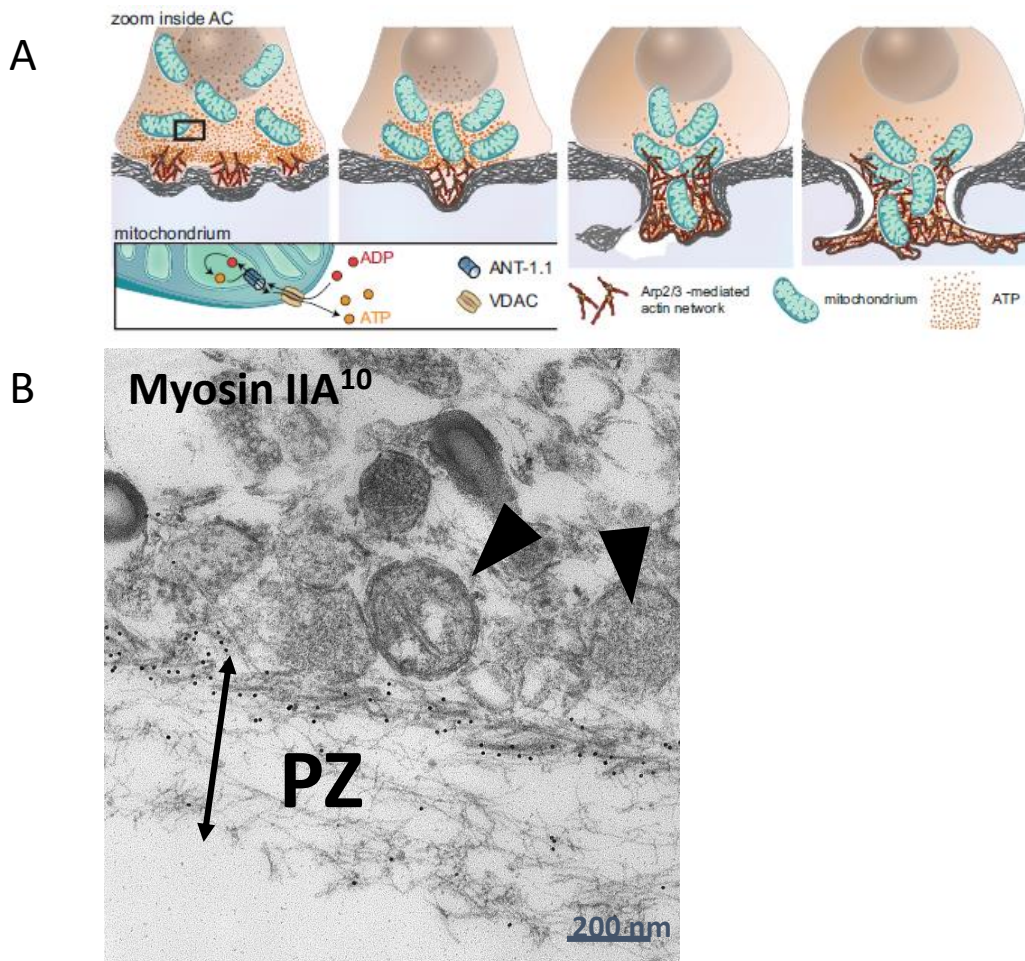 A
zoom inside AC
mitochondrium
ADP
ATP
ANT-1.1
VDAC
Arp2/3 -mediated
actin network
mitochondrium
ATP
B
Myosin IIA10
PZ
200 nm